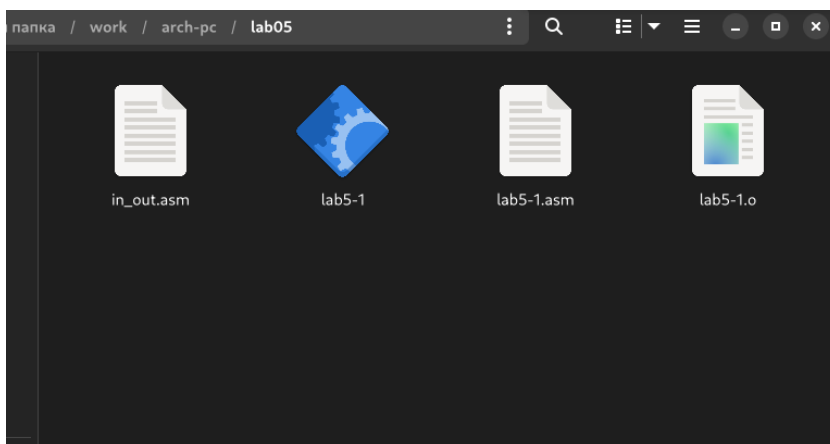 папка / work / arch-pc / lab05
in_out.asm lab5-1 lab5-1.asm lab5-1.o